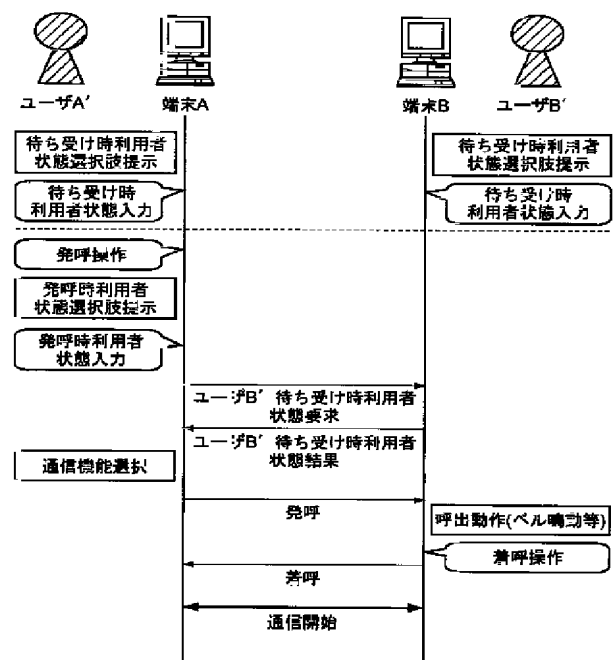 ユーザA′
端末A
端末B
ユーザB′
待ち受け時利用者
状態選択肢提示
待ち受け時利用者
状態選択肢提示
待ち受け時
利用者状態入力
待ち受け時
利用者状態入力
発呼操作
発呼時利用者
状態選択肢提示
発呼時利用者
状態入力
ユーザB′ 待ち受け時利用者
状態要求
ユーザB′ 待ち受け時利用者
状態結果
通信機能選択
発呼
呼出動作(ベル鳴動等)
着呼操作
着呼
通信開始